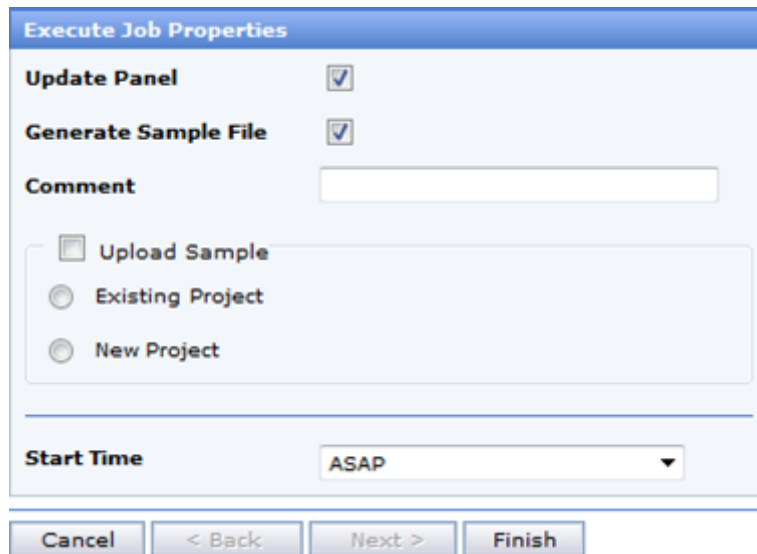 Execute Job Properties
Update Panel
Generate Sample File
Comment
Upload Sample
Existing Project
New Project
Start Time ASAP
Cancel < Back Next > Finish